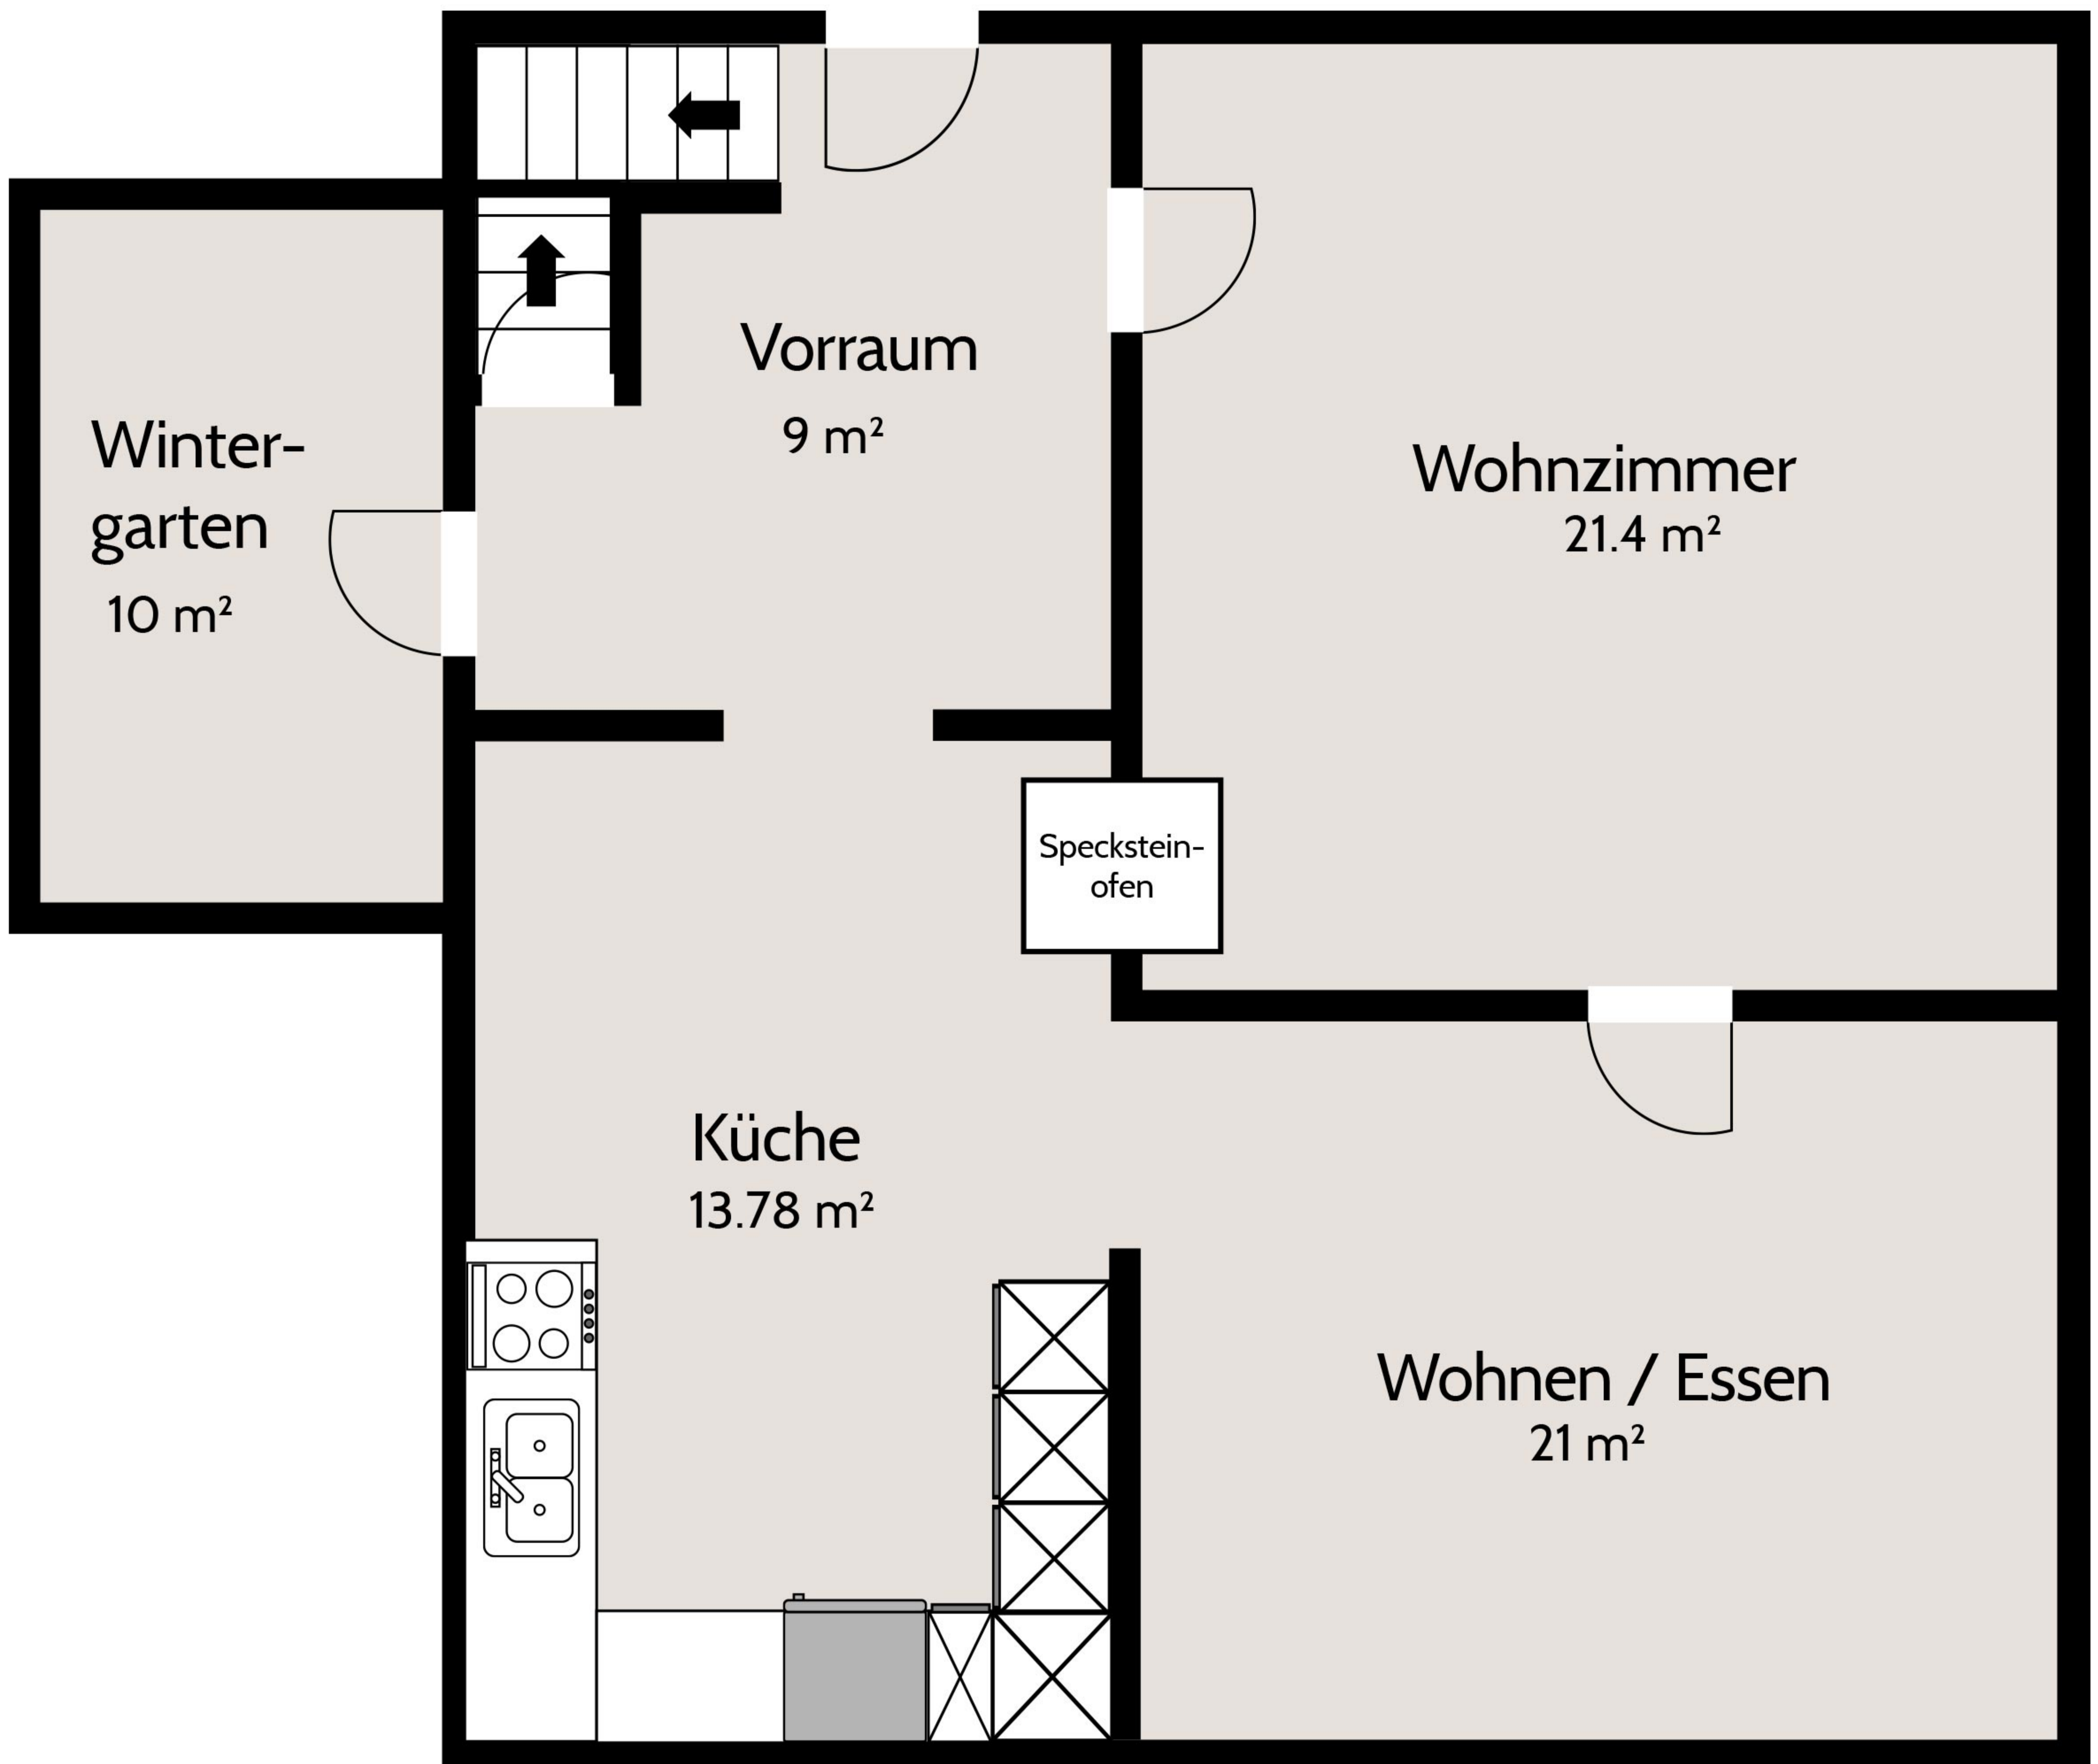 Vorraum
9 m²
Winter-
garten
10 m²
Wohnzimmer
21.4 m²
Speckstein-
ofen
Küche
13.78 m²
Wohnen / Essen
21 m²